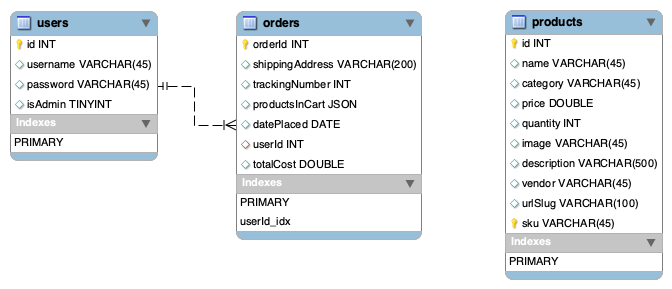 users
id INT
username VARCHAR(45)
password VARCHAR(45)
isAdmin TINYINT
Indexes
PRIMARY
orders
orderId INT
shippingAddress VARCHAR(200)
trackingNumber INT
productsInCart JSON
datePlaced DATE
userId INT
totalCost DOUBLE
Indexes
PRIMARY
userId_idx
products
id INT
name VARCHAR(45)
category VARCHAR(45)
price DOUBLE
quantity INT
image VARCHAR(45)
description VARCHAR(500)
vendor VARCHAR(45)
urlSlug VARCHAR(100)
sku VARCHAR(45)
Indexes
PRIMARY